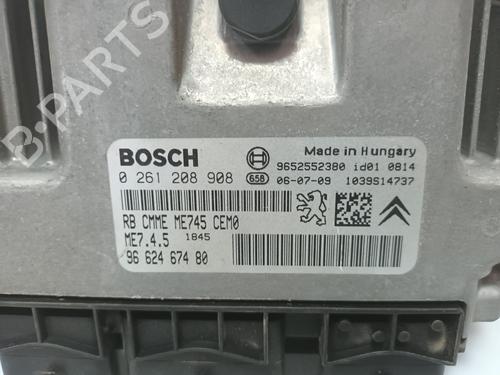 B-PARTS
BOSCH
Made in Hungary
9652552380 id01 0814
0 261 208 908
658
06-07-09 1039S14737
RB CMME ME745 CEM0
ME7.4.5 1845
96 624 674 80